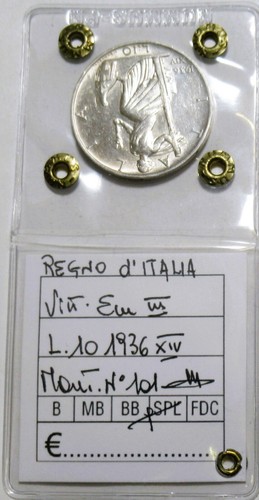 REGNO d'ITALIA
Vitt. Em III
L. 10 1936 XIV
Mont. N° 101
B MB BB SPL FDC
€